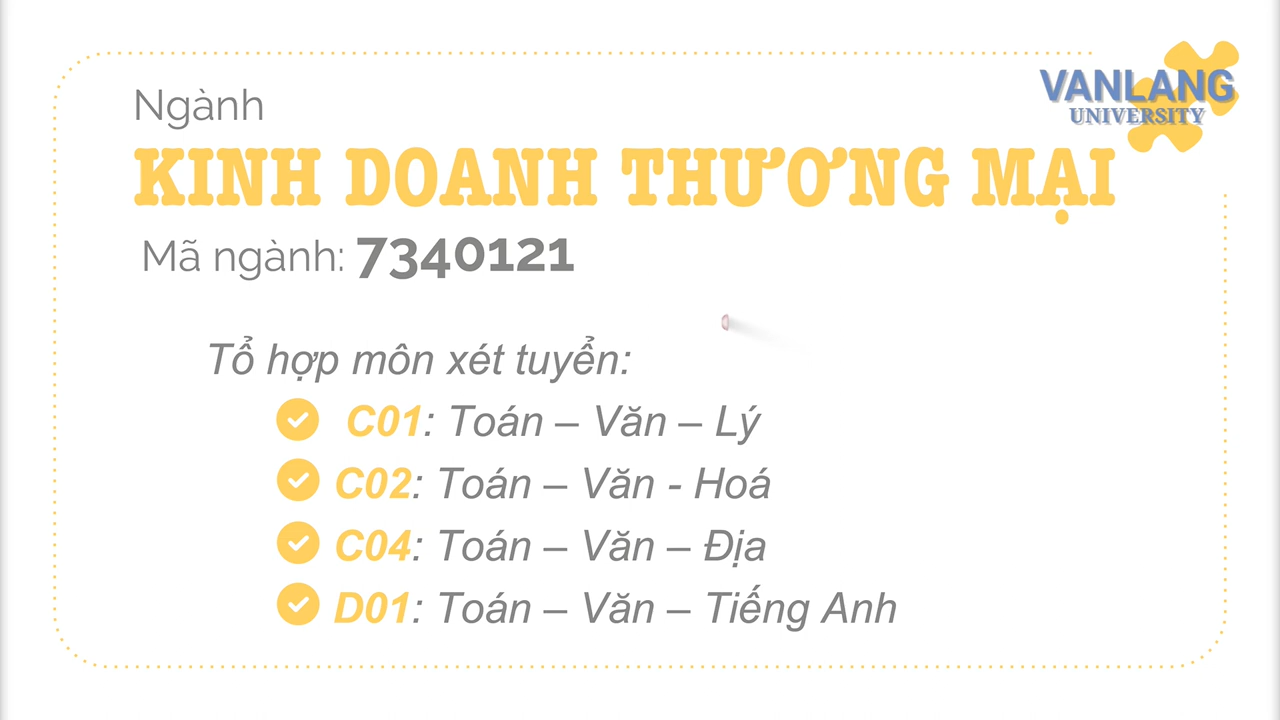 VANLANG
UNIVERSITY
Ngành
KINH DOANH THƯƠNG MẠI
Mã ngành: 7340121
Tổ hợp môn xét tuyển:
C01: Toán – Văn – Lý
C02: Toán – Văn - Hoá
C04: Toán – Văn – Địa
D01: Toán – Văn – Tiếng Anh